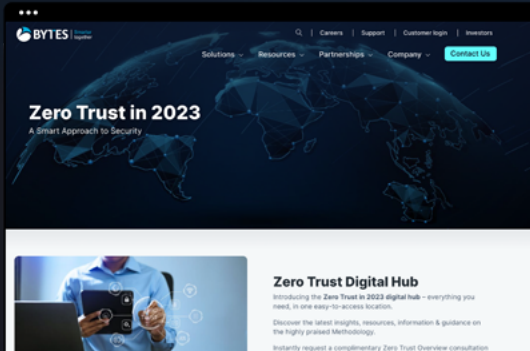 BYTES Smarter together
Careers | Support | Customer login | Investors
Solutions Resources Partnerships Company Contact Us
Zero Trust in 2023
A Smart Approach to Security
Zero Trust Digital Hub
Introducing the Zero Trust in 2023 digital hub – everything you
need, in one easy-to-access location.
Discover the latest insights, resources, information & guidance on
the highly praised Methodology.
Instantly request a complimentary Zero Trust Overview consultation